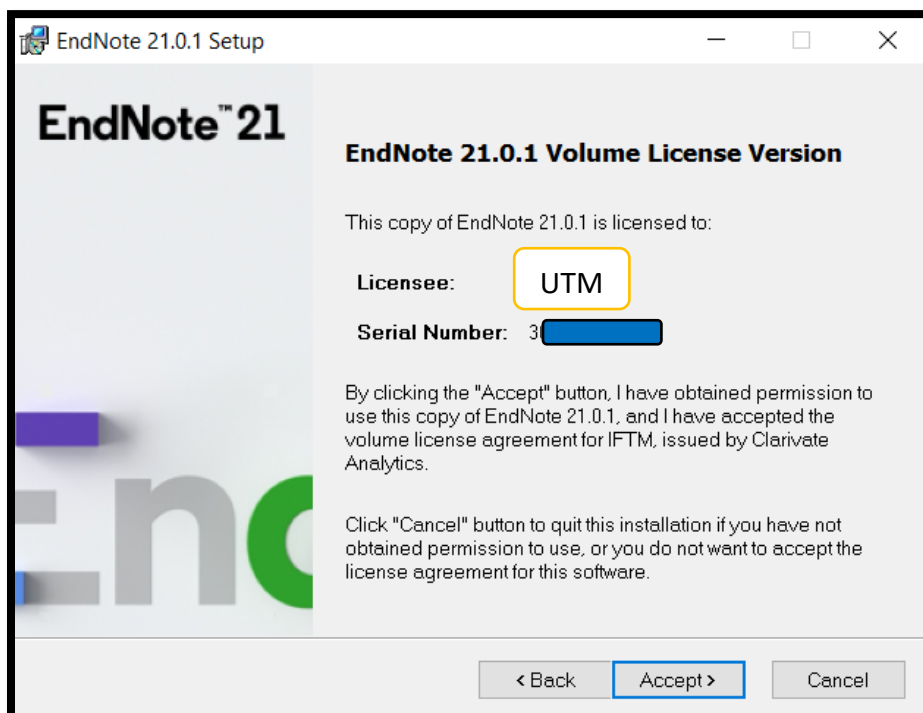 EndNote 21.0.1 Setup
EndNote™21
EndNote 21.0.1 Volume License Version
This copy of EndNote 21.0.1 is licensed to:
Licensee: UTM
Serial Number: 3
By clicking the "Accept" button, I have obtained permission to
use this copy of EndNote 21.0.1, and I have accepted the
volume license agreement for IFTM, issued by Clarivate
Analytics.
Click "Cancel" button to quit this installation if you have not
obtained permission to use, or you do not want to accept the
license agreement for this software.
< Back
Accept >
Cancel